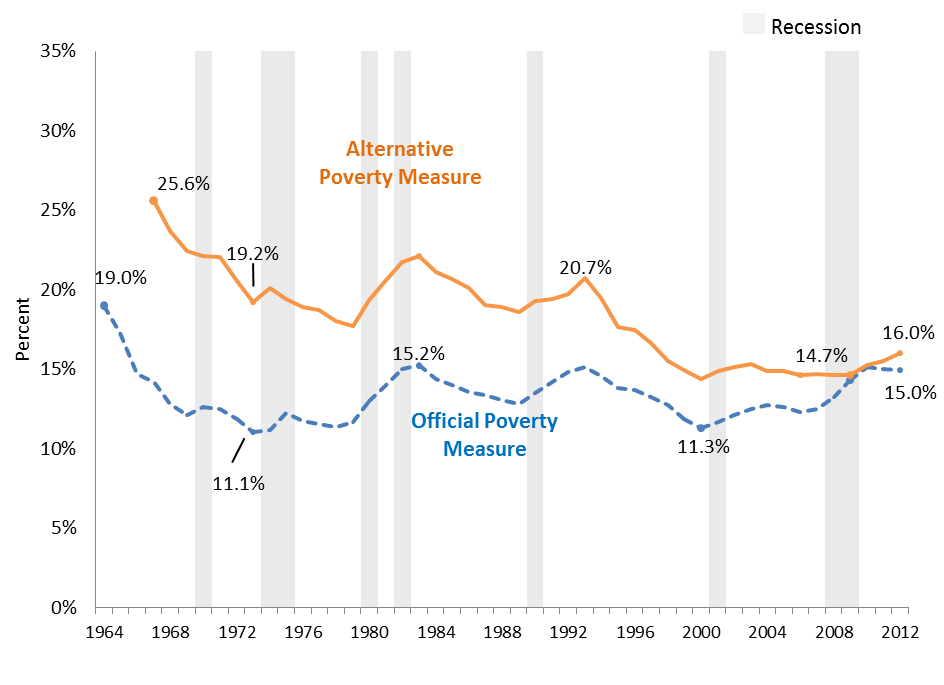 Recession
35%
30%
25%
20%
15%
10%
5%
0%
Percent
Alternative
Poverty Measure
25.6%
19.2%
19.0%
20.7%
16.0%
15.2%
14.7%
15.0%
Official Poverty
Measure
11.3%
11.1%
1964 1968 1972 1976 1980 1984 1988 1992 1996 2000 2004 2008 2012